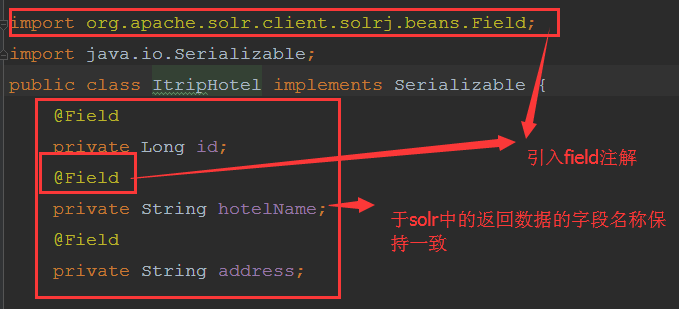 import org.apache.solr.client.solrj.beans.Field;
import java.io.Serializable;
public class ItripHotel implements Serializable {
@Field
private Long id;
@Field
引入field注解
private String hotelName;
于solr中的返回数据的字段名称保
持一致
@Field
private String address;